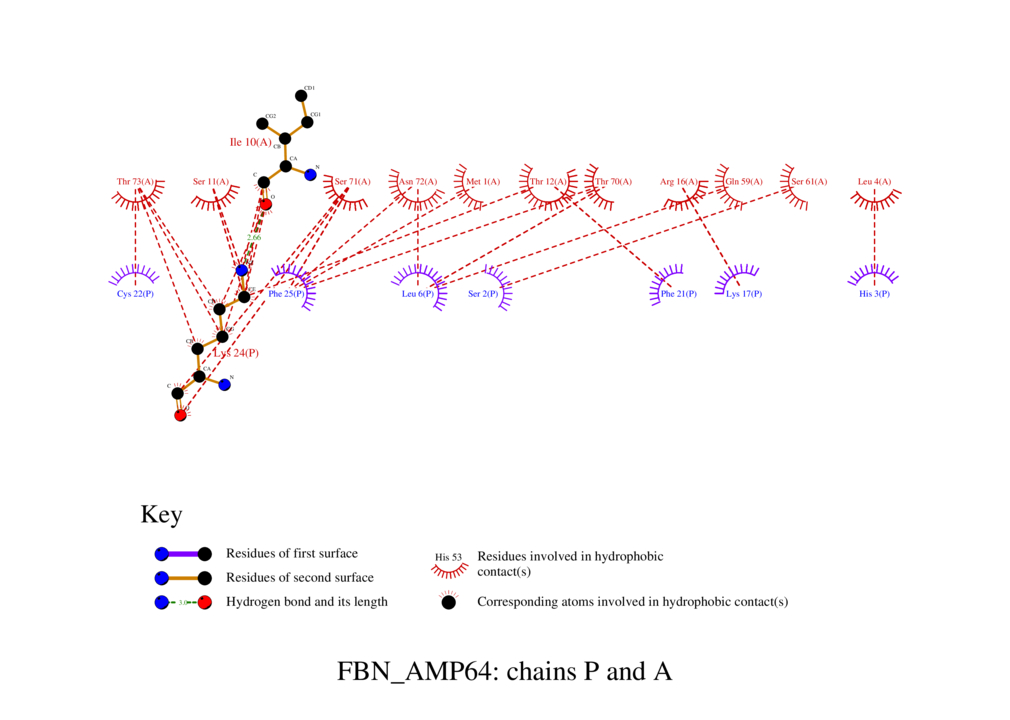 CD1
CG2
CG1
Ile 10(A)
CB
CA
N
C
O
Thr 73(A)
Ser 11(A)
Ser 71(A)
Asn 72(A)
Met 1(A)
Thr 12(A)
Thr 70(A)
Arg 16(A)
Gln 59(A)
Ser 61(A)
Leu 4(A)
2.66
Cys 22(P)
Phe 25(P)
Leu 6(P)
Ser 2(P)
Phe 21(P)
Lys 17(P)
His 3(P)
CE
CB
Lys 24(P)
CA
N
C
Key
Residues of first surface
Residues of second surface
3.0
Hydrogen bond and its length
His 53
Residues involved in hydrophobic
contact(s)
Corresponding atoms involved in hydrophobic contact(s)
FBN_AMP64: chains P and A